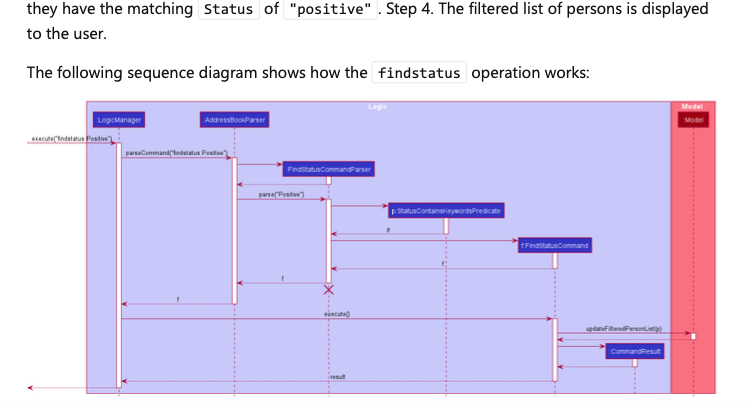 they have the matching Status of "positive" . Step 4. The filtered list of persons is displayed
to the user.
The following sequence diagram shows how the findstatus operation works:
Logic
Model
:LogicManager
:AddressBookParser
:Model
execute("findstatus Positive")
parseCommand("findstatus Positive")
:FindStatusCommandParser
parse("Positive")
p:StatusContainsKeywordsPredicate
p
f:FindStatusCommand
f
f
f
execute()
updateFilteredPersonList(p)
:CommandResult
result